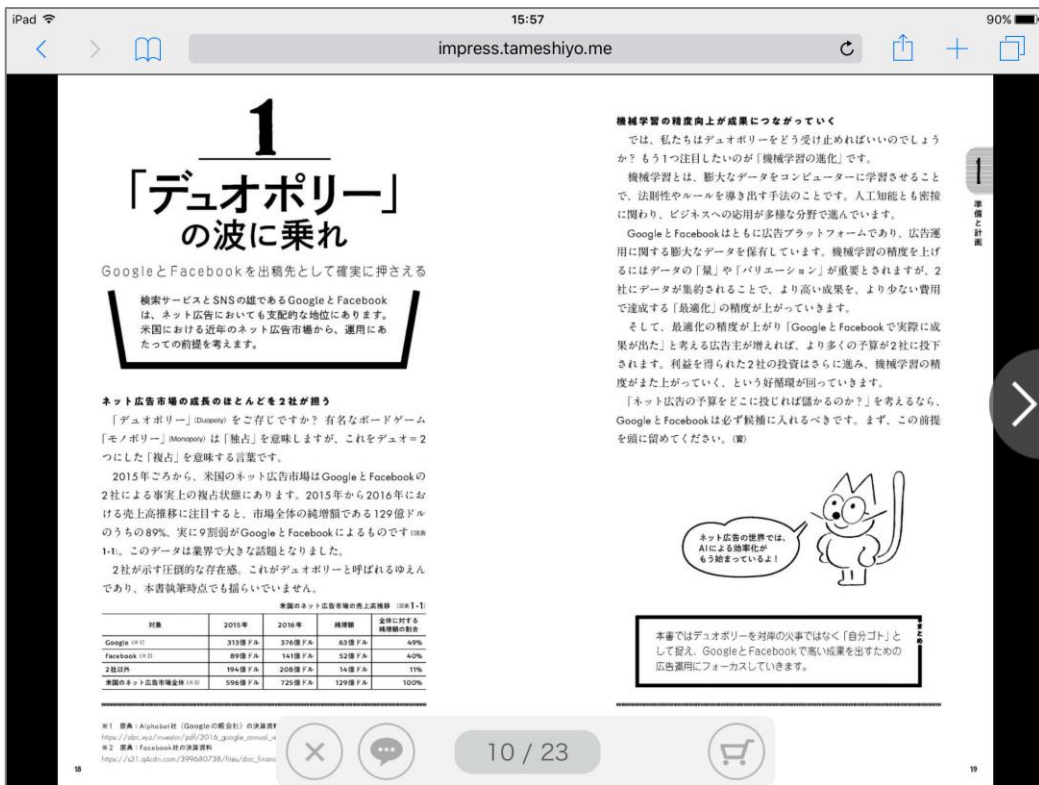 iPad
15:57
90%
impress.tameshiyo.me
1
「デュオポリー」
の波に乗れ
GoogleとFacebookを出稿先として確実に押さえる
検索サービスとSNSの雄であるGoogleとFacebook
は、ネット広告においても支配的な地位にあります。
米国における近年のネット広告市場から、運用にあ
たっての前提を考えます。
ネット広告市場の成長のほとんどを2社が担う
「デュオポリー」(Duopoly)をご存じですか? 有名なボードゲーム
「モノポリー」(Monopoly)は「独占」を意味しますが、これをデュオ=2
つにした「複占」を意味する言葉です。
2015年ごろから、米国のネット広告市場はGoogleとFacebookの
2社による事実上の複占状態にあります。2015年から2016年にお
ける売上高推移に注目すると、市場全体の純増額である129億ドル
のうちの89%、実に9割弱がGoogleとFacebookによるものです(図表
1-1)。このデータは業界で大きな話題となりました。
2社が示す圧倒的な存在感。これがデュオポリーと呼ばれるゆえん
であり、本書執筆時点でも揺らいでいません。
米国のネット広告市場の売上高推移 (図表1-1)
対象 2015年 2016年 純増額 全体に対する
純増額の割合
Google (※1) 313億ドル 376億ドル 63億ドル 49%
Facebook (※2) 89億ドル 141億ドル 52億ドル 40%
2社以外 194億ドル 208億ドル 14億ドル 11%
米国のネット広告市場全体 (※3) 596億ドル 725億ドル 129億ドル 100%
※1 原典:Alphabet社(Googleの親会社)の決算資料
https://abc.xyz/investor/pdf/2016_google_annual_
※2 原典:Facebook社の決算資料
https://s21.q4cdn.com/399680738/files/doc_financ
18
機械学習の精度向上が成果につながっていく
では、私たちはデュオポリーをどう受け止めればいいのでしょう
か? もう1つ注目したいのが「機械学習の進化」です。
機械学習とは、膨大なデータをコンピューターに学習させること
で、法則性やルールを導き出す手法のことです。人工知能とも密接
に関わり、ビジネスへの応用が多様な分野で進んでいます。
GoogleとFacebookはともに広告プラットフォームであり、広告運
用に関する膨大なデータを保有しています。機械学習の精度を上げ
るにはデータの「量」や「バリエーション」が重要とされますが、2
社にデータが集約されることで、より高い成果を、より少ない費用
で達成する「最適化」の精度が上がっていきます。
そして、最適化の精度が上がり「GoogleとFacebookで実際に成
果が出た」と考える広告主が増えれば、より多くの予算が2社に投下
されます。利益を得られた2社の投資はさらに進み、機械学習の精
度がまた上がっていく、という好循環が回っていきます。
「ネット広告の予算をどこに投じれば儲かるのか?」を考えるなら、
GoogleとFacebookは必ず候補に入れるべきです。まず、この前提
を頭に留めてください。
ネット広告の世界では、
AIによる効率化が
もう始まっているよ!
まとめ
本書ではデュオポリーを対岸の火事ではなく「自分ゴト」と
して捉え、GoogleとFacebookで高い成果を出すための
広告運用にフォーカスしていきます。
1
準備と計画
19
10 / 23